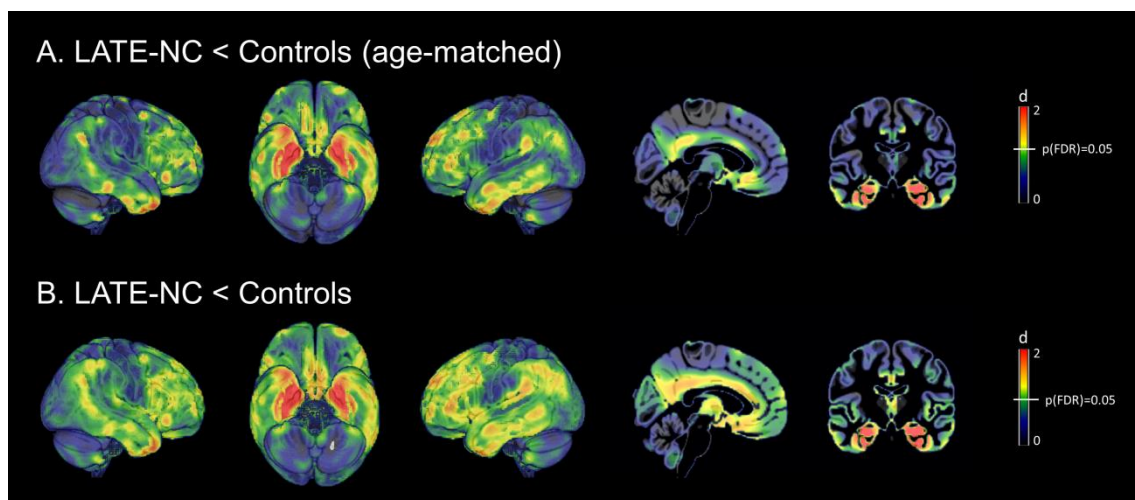 A. LATE-NC < Controls (age-matched)
d
2
p(FDR)=0.05
0
B. LATE-NC < Controls
d
2
p(FDR)=0.05
0